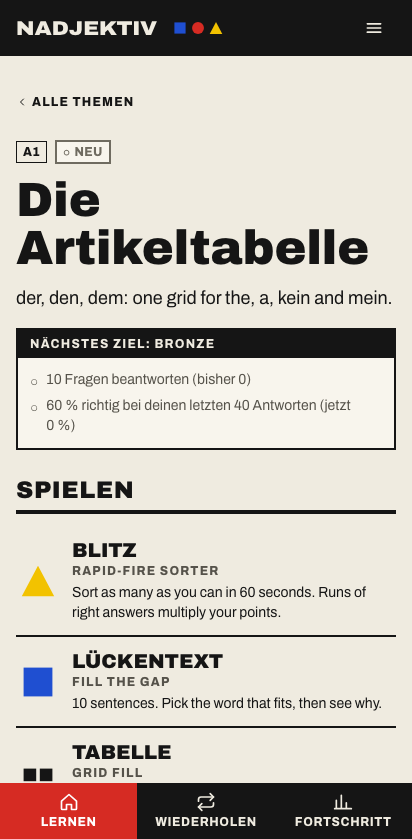 NADJEKTIV
ALLE THEMEN
A1 NEU
Die
Artikeltabelle
der, den, dem: one grid for the, a, kein and mein.
NÄCHSTES ZIEL: BRONZE
10 Fragen beantworten (bisher 0)
60 % richtig bei deinen letzten 40 Antworten (jetzt
0 %)
SPIELEN
BLITZ
RAPID-FIRE SORTER
Sort as many as you can in 60 seconds. Runs of
right answers multiply your points.
LÜCKENTEXT
FILL THE GAP
10 sentences. Pick the word that fits, then see why.
TABELLE
GRID FILL
LERNEN WIEDERHOLEN FORTSCHRITT